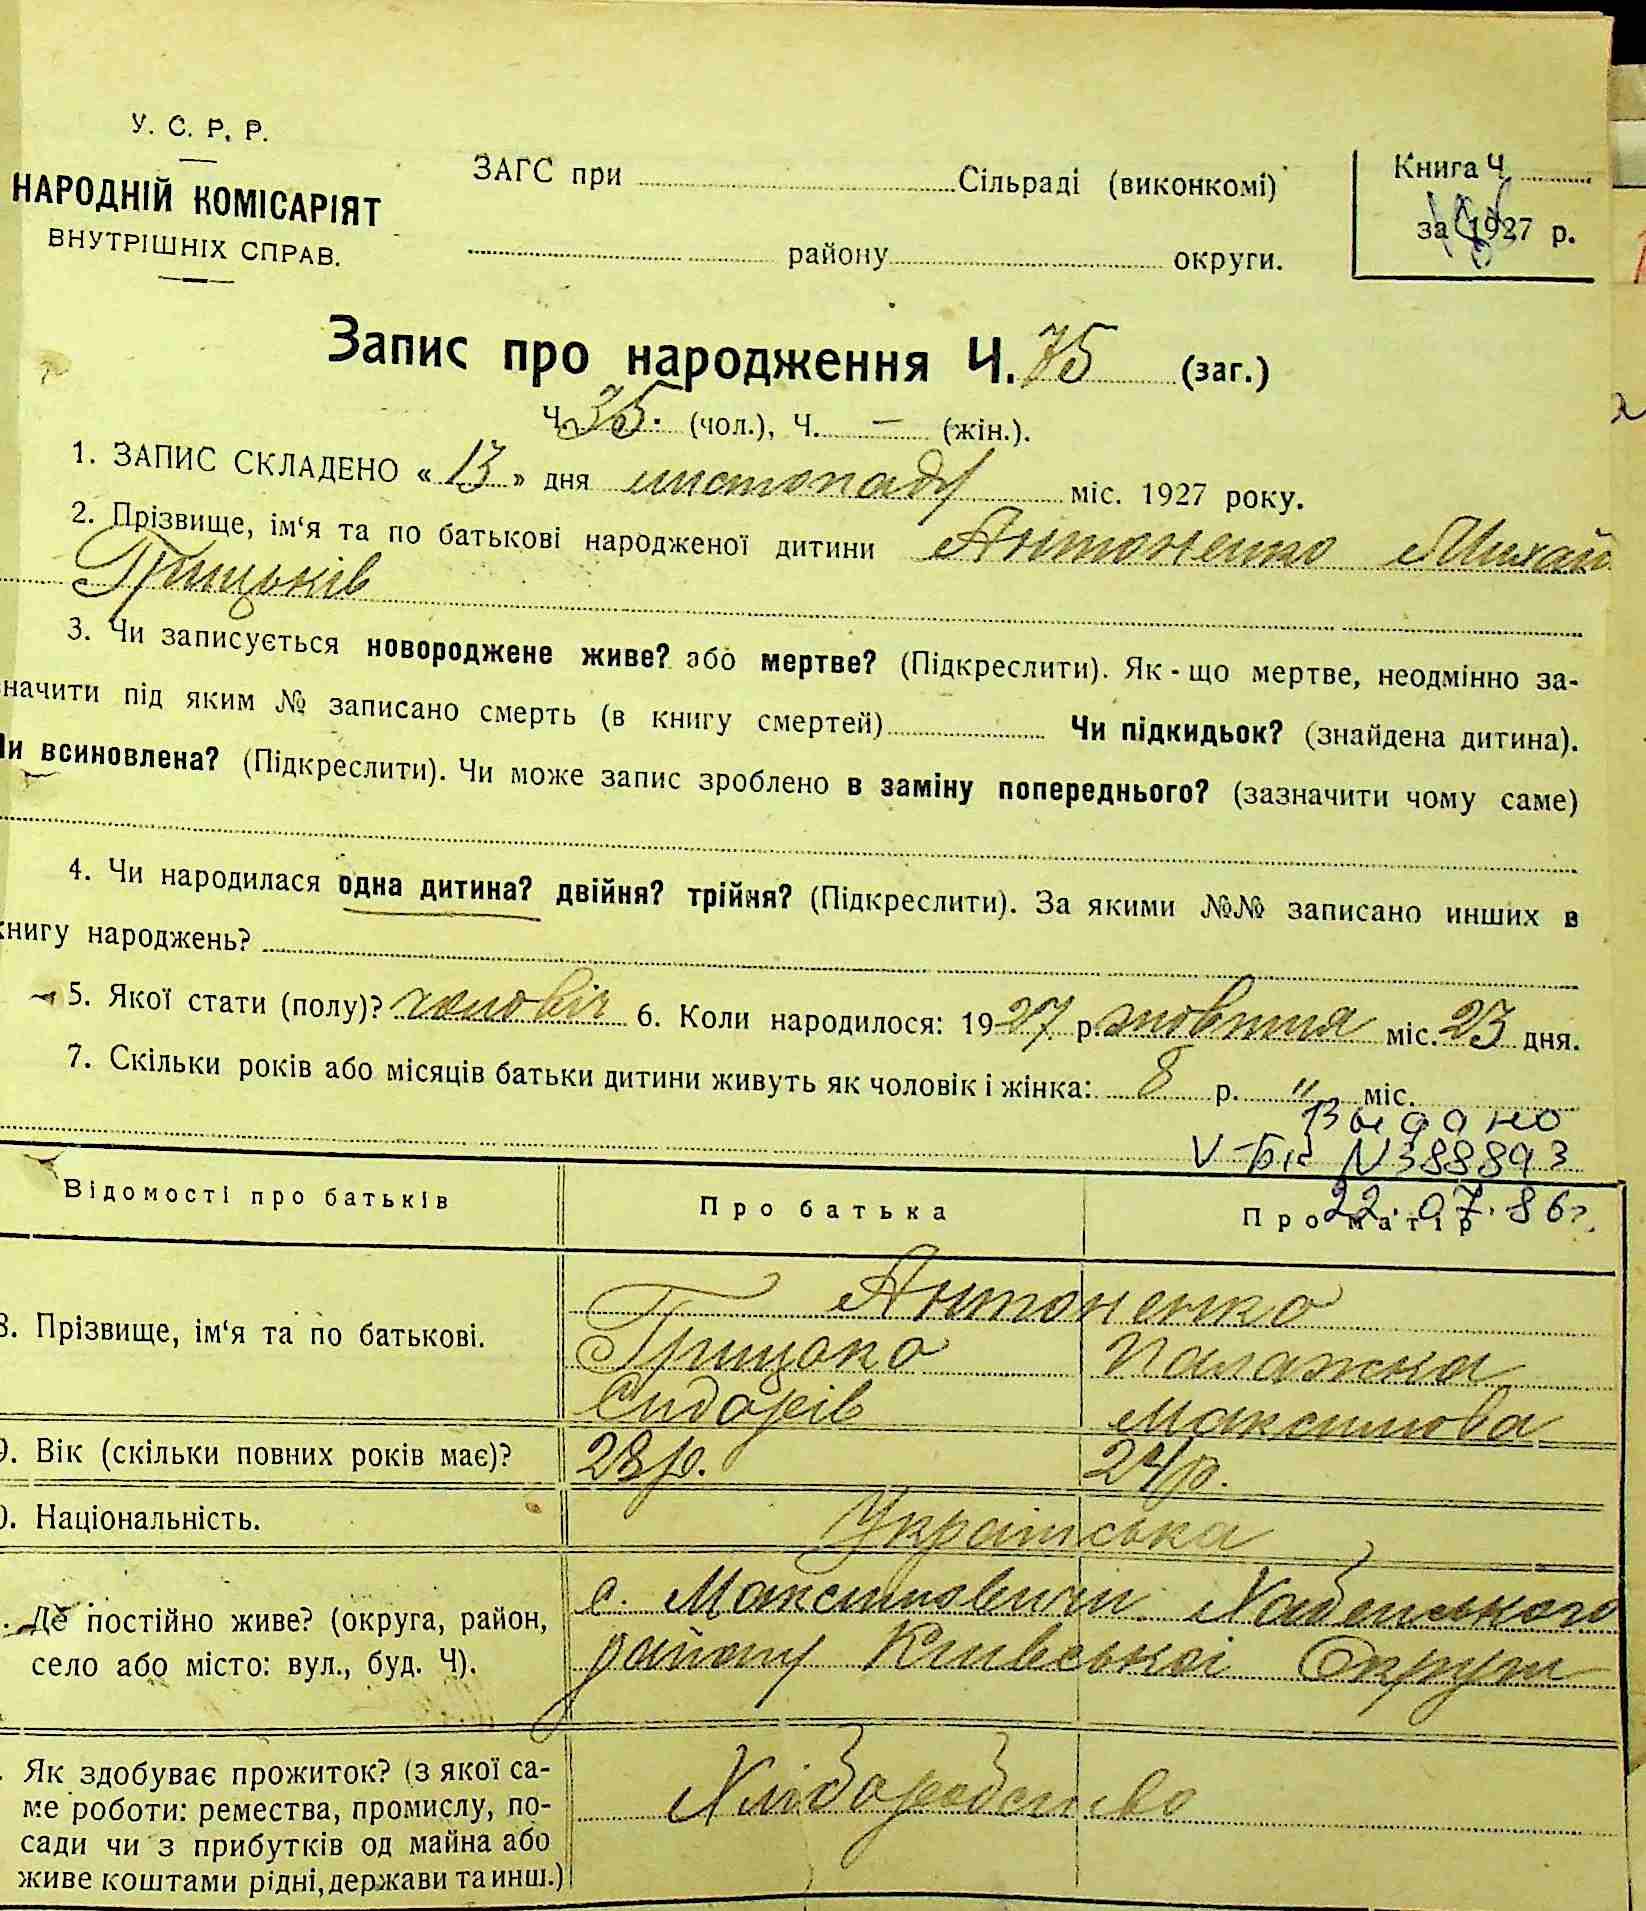 У. С. Р. Р.
НАРОДНІЙ КОМІСАРІЯТ
ВНУТРІШНІХ СПРАВ.
ЗАГС при Сільраді (виконкомі)
району округи.
Книга Ч.
за 1927 р.
Запис про народження Ч. 75 (заг.)
Ч. 35. (чол.), Ч. — (жін.).
1. ЗАПИС СКЛАДЕНО « 13 » дня листопаду міс. 1927 року.
2. Прізвище, ім‘я та по батькові народженої дитини Антоненко Михай
Грицьків
3. Чи записується новороджене живе? або мертве? (Підкреслити). Як - що мертве, неодмінно за-
значити під яким № записано смерть (в книгу смертей) Чи підкидьок? (знайдена дитина).
Чи всиновлена? (Підкреслити). Чи може запис зроблено в заміну попереднього? (зазначити чому саме)
4. Чи народилася одна дитина? двійня? трійня? (Підкреслити). За якими №№ записано инших в
книгу народжень?
5. Якої стати (полу)? чоловіч 6. Коли народилося: 1927 р. жовтня міс. 23 дня.
7. Скільки років або місяців батьки дитини живуть як чоловік і жінка: 8 р. " міс.
Видано
V-БК N388893
22.07.86г.
Відомості про батьків
Про батька
Про матір
8. Прізвище, ім‘я та по батькові.
Антоненко
Грицько Палажка
Сидорів Максимова
9. Вік (скільки повних років має)? 28р. 24р.
0. Національність. Українська
. Де постійно живе? (округа, район,
село або місто: вул., буд. Ч).
с. Максимовичи Хабенського
району Київської Округи
. Як здобуває прожиток? (з якої са-
ме роботи: ремества, промислу, по-
сади чи з прибутків од майна або
живе коштами рідні, держави та инш.)
Хліборобство